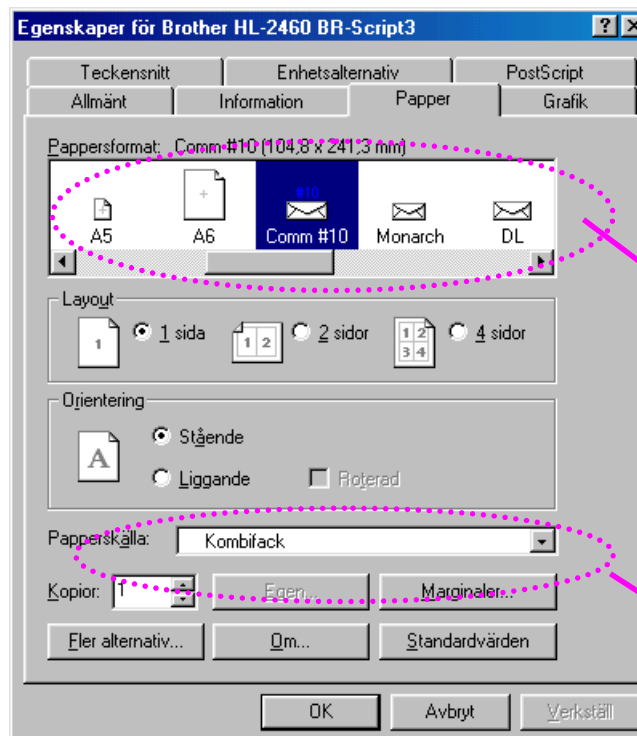 Egenskaper för Brother HL-2460 BR-Script3
Teckensnitt Enhetsalternativ PostScript
Allmänt Information Papper Grafik
Pappersformat: Comm #10 (104,8 x 241,3 mm)
#10
A5 A6 Comm #10 Monarch DL
Layout
1 1 sida 1 2 2 sidor 1 2 4 sidor
3 4
Orientering
A Stående
Liggande Roterad
Papperskälla: Kombifack
Kopior: 1 Egen... Marginaler...
Fler alternativ... Om... Standardvärden
OK Avbryt Verkställ